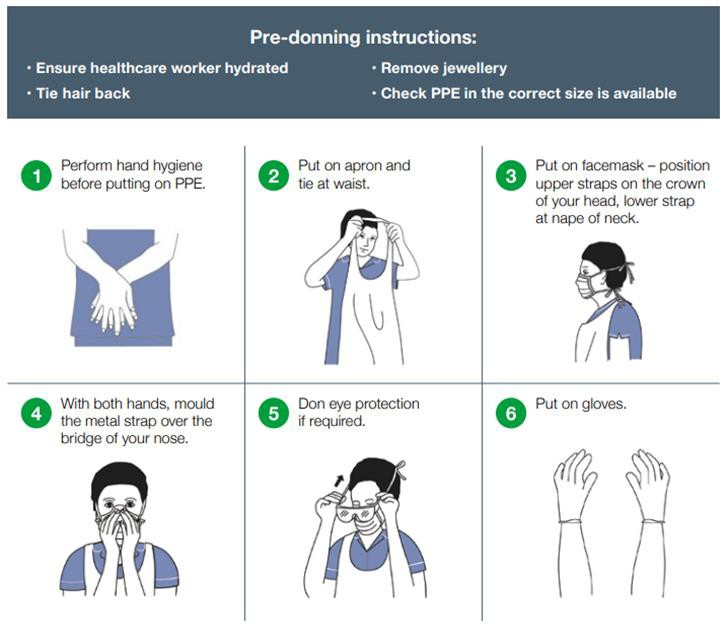 Pre-donning instructions:
• Ensure healthcare worker hydrated
• Tie hair back
• Remove jewellery
• Check PPE in the correct size is available
1 Perform hand hygiene
before putting on PPE.
2 Put on apron and
tie at waist.
3 Put on facemask – position
upper straps on the crown
of your head, lower strap
at nape of neck.
4 With both hands, mould
the metal strap over the
bridge of your nose.
5 Don eye protection
if required.
6 Put on gloves.